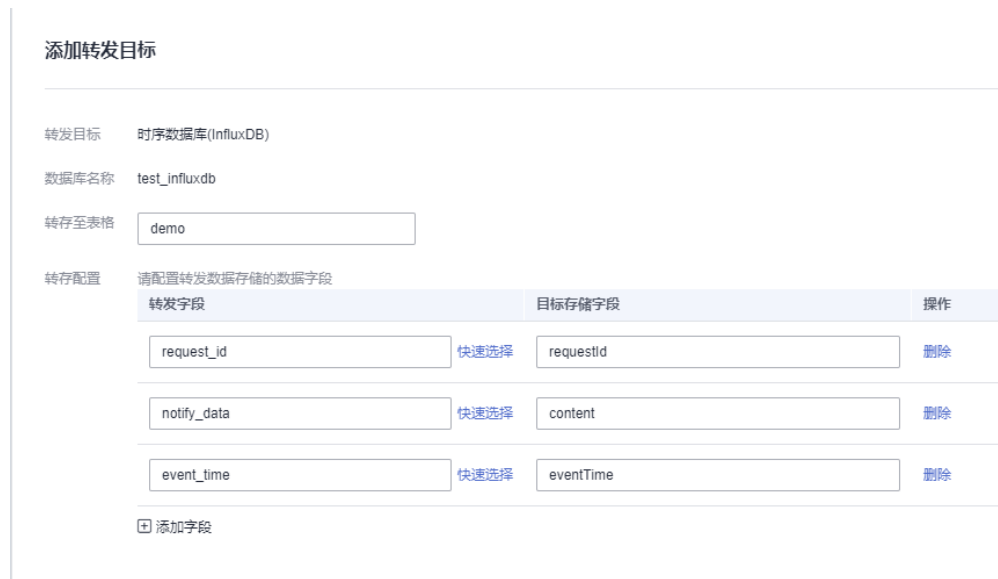 添加转发目标
转发目标 时序数据库(InfluxDB)
数据库名称 test_influxdb
转存至表格 demo
转存配置 请配置转发数据存储的数据字段
转发字段 目标存储字段 操作
request_id 快速选择 requestId 删除
notify_data 快速选择 content 删除
event_time 快速选择 eventTime 删除
添加字段